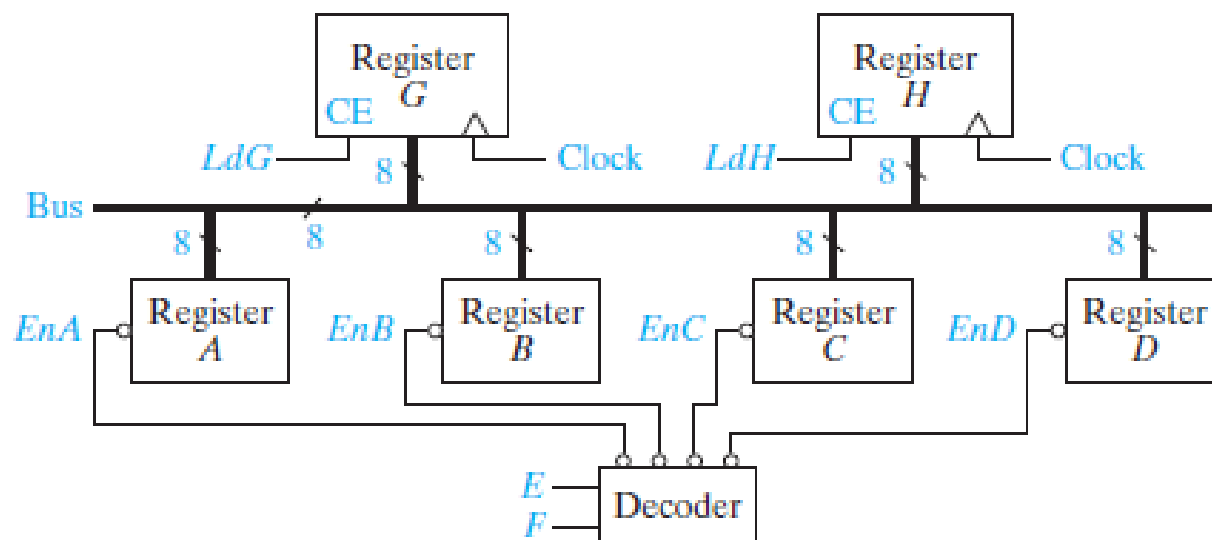 Register
G
CE
LdG
Clock
8
Register
H
CE
LdH
Clock
8
Bus
8
8
8
8
8
EnA
Register
A
EnB
Register
B
EnC
Register
C
EnD
Register
D
E
F
Decoder